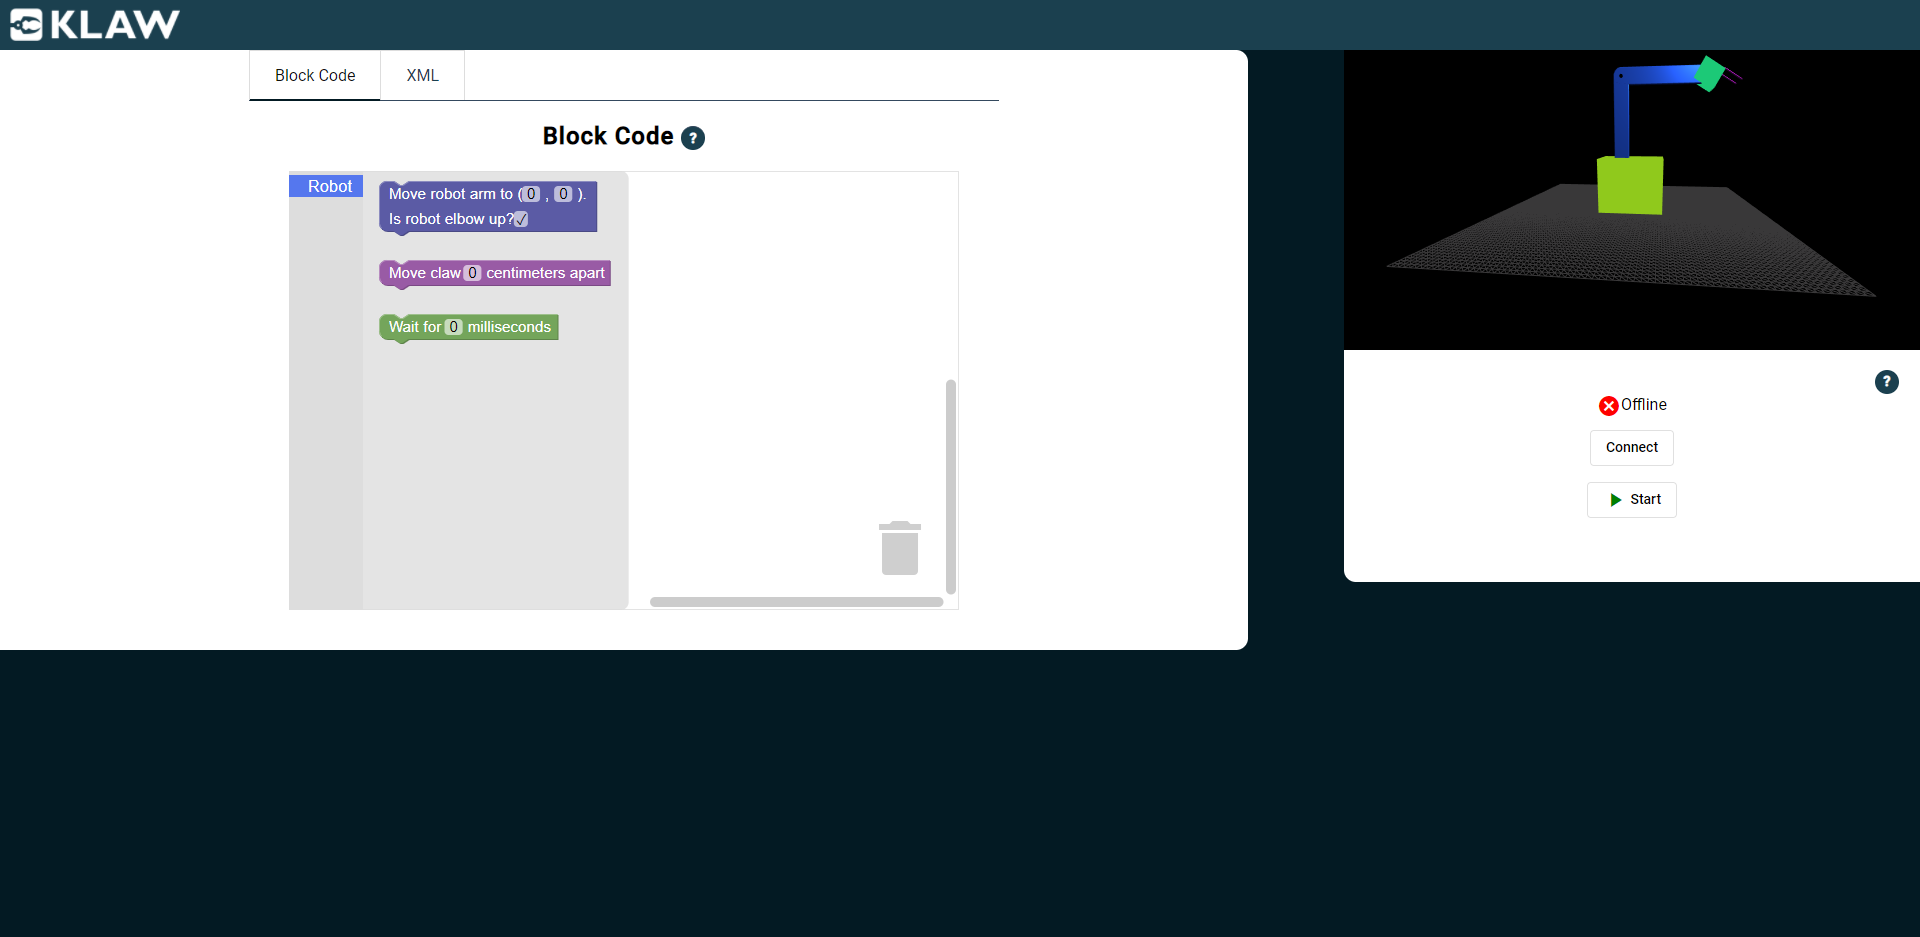 KLAW
Block Code
XML
Block Code ?
Robot
Move robot arm to ( 0 , 0 ).
Is robot elbow up? ✓
Move claw 0 centimeters apart
Wait for 0 milliseconds
?
Offline
Connect
Start